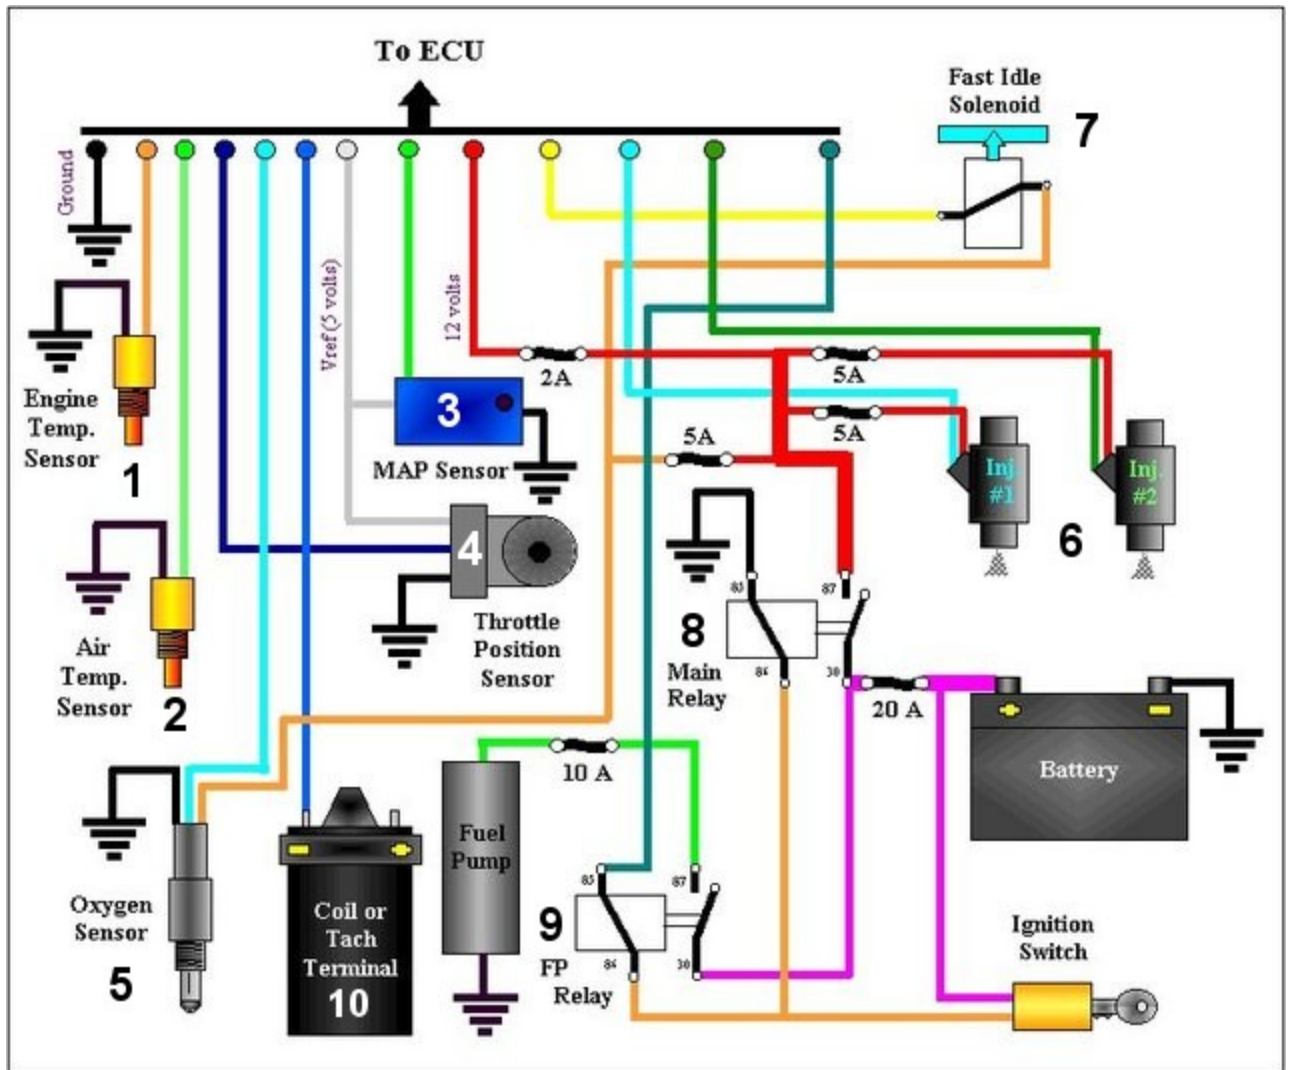 To ECU
Fast Idle
Solenoid
7
Ground
Vref (5 volts)
12 volts
2A
5A
5A
5A
Engine
Temp.
Sensor
1
3
MAP Sensor
Inj
#1
Inj.
#2
6
4
Throttle
Position
Sensor
85
87
8
Main
Relay
86
30
20 A
Air
Temp.
Sensor
2
Battery
10 A
Fuel
Pump
85
87
9
FP
Relay
86
30
Oxygen
Sensor
5
Coil or
Tach
Terminal
10
Ignition
Switch